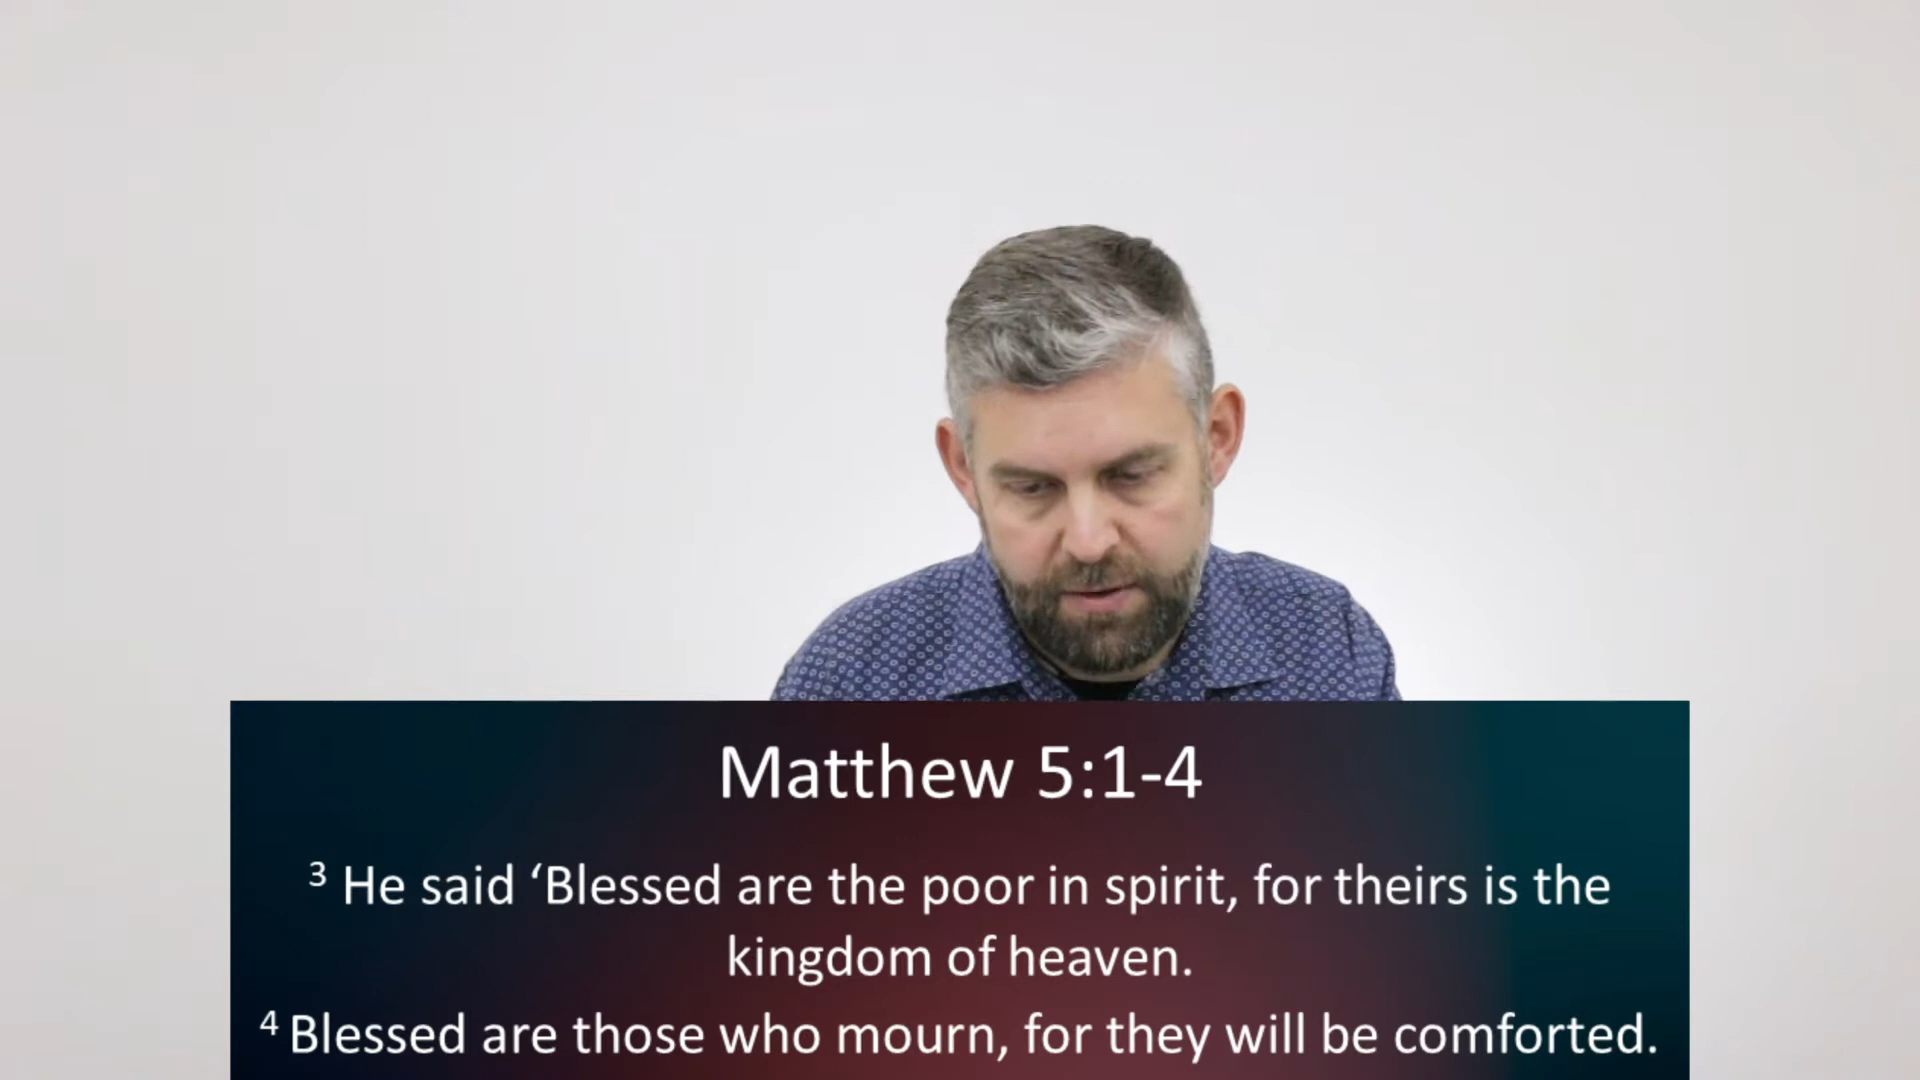 Matthew 5:1-4
3 He said ‘Blessed are the poor in spirit, for theirs is the
kingdom of heaven.
4 Blessed are those who mourn, for they will be comforted.